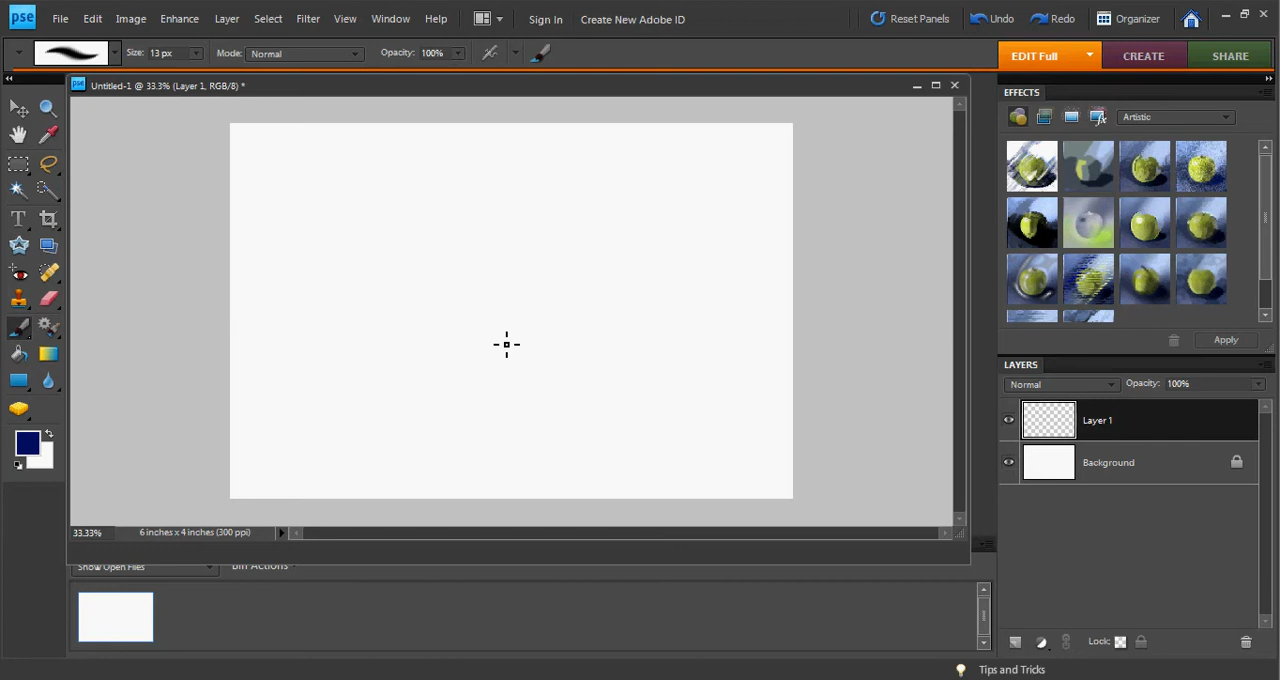 pse File Edit Image Enhance Layer Select Filter View Window Help Sign In Create New Adobe ID Reset Panels Undo Redo Organizer
Size: 13 px Mode: Normal Opacity: 100% EDIT Full CREATE SHARE
pse Untitled-1 @ 33.3% (Layer 1, RGB/8) *
EFFECTS
Artistic
T
Apply
LAYERS
Normal Opacity: 100%
Layer 1
Background
33.33% 6 inches x 4 inches (300 ppi)
Show Open Files Bin Actions
Lock:
Tips and Tricks